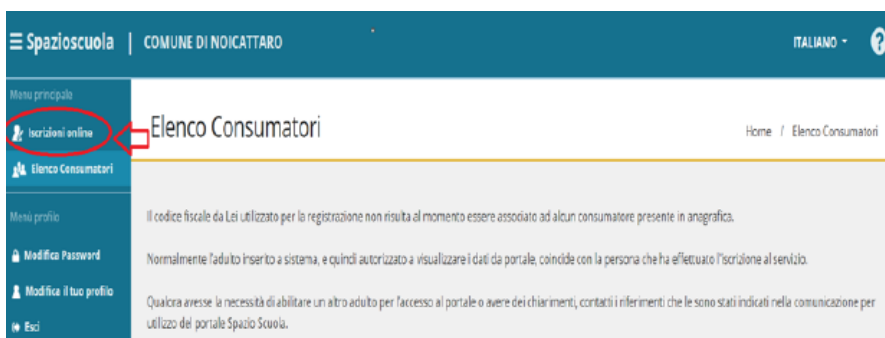 Spazioscuola | COMUNE DI NOICATTARO
ITALIANO
?
Menu principale
Iscrizioni online
Elenco Consumatori
Menù profilo
Modifica Password
Modifica il tuo profilo
Esci
Elenco Consumatori
Home / Elenco Consumatori
Il codice fiscale da Lei utilizzato per la registrazione non risulta al momento essere associato ad alcun consumatore presente in anagrafica.
Normalmente l'adulto inserito a sistema, e quindi autorizzato a visualizzare i dati da portale, coincide con la persona che ha effettuato l'iscrizione al servizio.
Qualora avesse la necessità di abilitare un altro adulto per l'accesso al portale o avere dei chiarimenti, contatti i riferimenti che le sono stati indicati nella comunicazione per
utilizzo del portale Spazio Scuola.